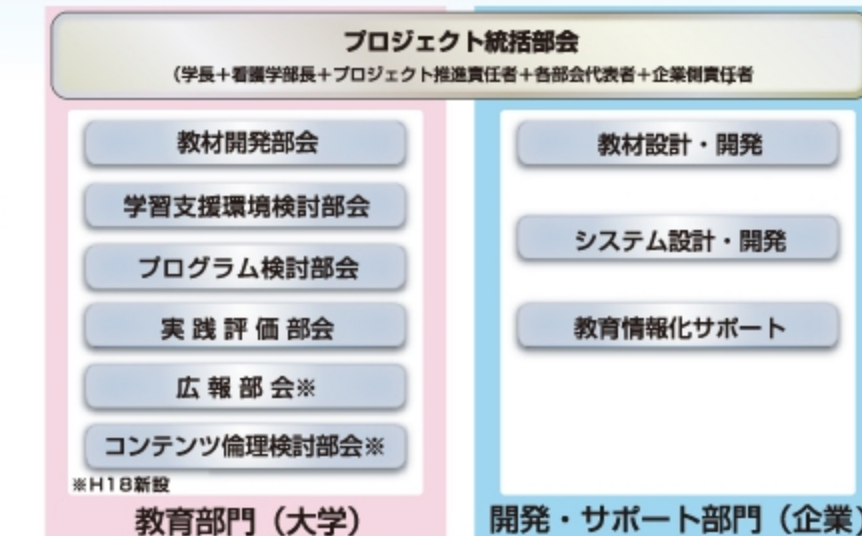 プロジェクト統括部会
（学長＋看護学部長＋プロジェクト推進責任者＋各部会代表者＋企業側責任者
教材開発部会
学習支援環境検討部会
プログラム検討部会
実践評価部会
広報部会※
コンテンツ倫理検討部会※
※H18新設
教育部門（大学）
教材設計・開発
システム設計・開発
教育情報化サポート
開発・サポート部門（企業）